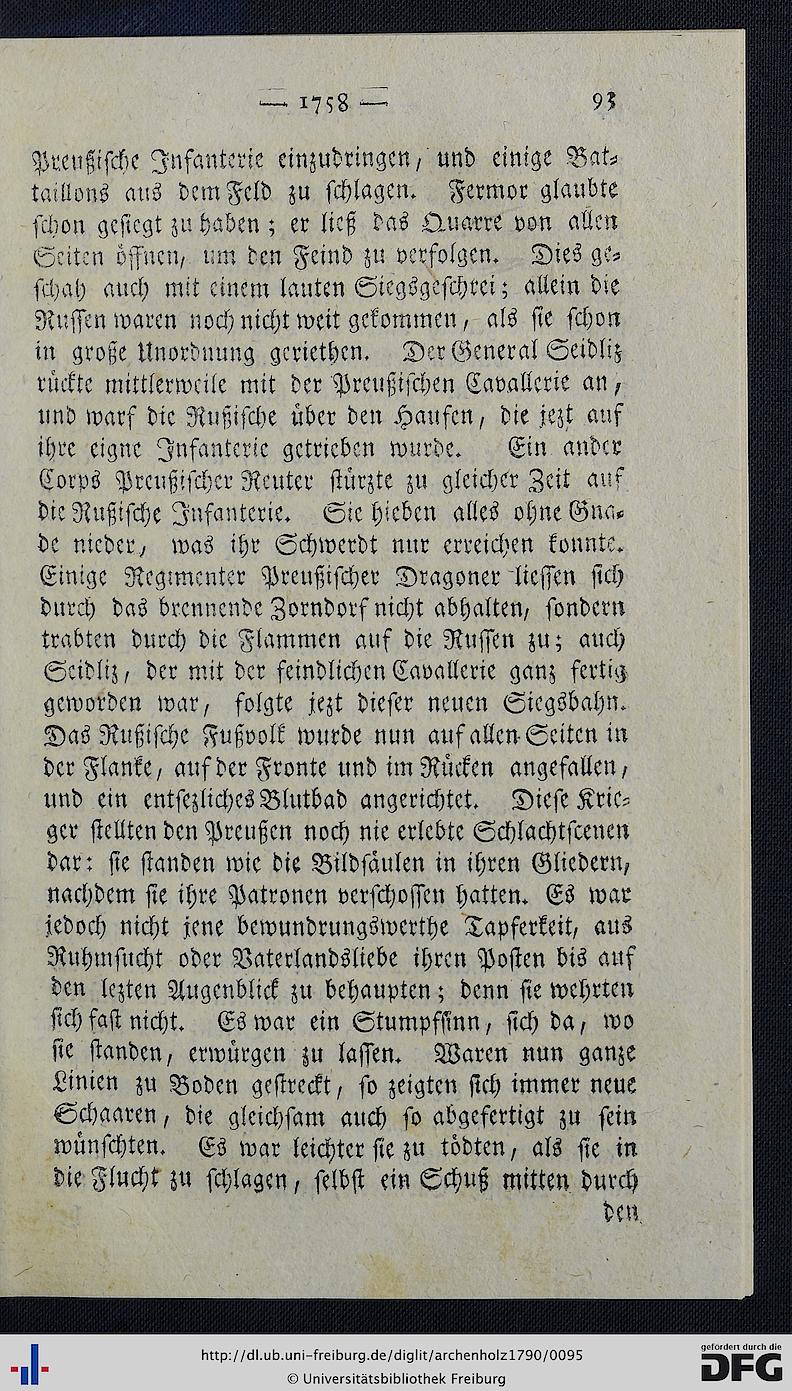 — 1758 — 93
Preußische Infanterie einzudringen, und einige Bat-
taillons aus dem Feld zu schlagen. Fermor glaubte
schon gesiegt zu haben; er ließ das Quarre von allen
Seiten öffnen, um den Feind zu verfolgen. Dies ge-
schah auch mit einem lauten Siegsgeschrei; allein die
Russen waren noch nicht weit gekommen, als sie schon
in große Unordnung geriethen. Der General Seidliz
rückte mittlerweile mit der Preußischen Cavallerie an,
und warf die Rußische über den Haufen, die jezt auf
ihre eigne Infanterie getrieben wurde. Ein ander
Corps Preußischer Reuter stürzte zu gleicher Zeit auf
die Rußische Infanterie. Sie hieben alles ohne Gna-
de nieder, was ihr Schwerdt nur erreichen konnte.
Einige Regimenter Preußischer Dragoner liessen sich
durch das brennende Zorndorf nicht abhalten, sondern
trabten durch die Flammen auf die Russen zu; auch
Seidliz, der mit der feindlichen Cavallerie ganz fertig
geworden war, folgte jezt dieser neuen Siegsbahn.
Das Rußische Fußvolk wurde nun auf allen Seiten in
der Flanke, auf der Fronte und im Rücken angefallen,
und ein entsezliches Blutbad angerichtet. Diese Krie-
ger stellten den Preußen noch nie erlebte Schlachtscenen
dar: sie standen wie die Bildsäulen in ihren Gliedern,
nachdem sie ihre Patronen verschossen hatten. Es war
jedoch nicht jene bewundrungswerthe Tapferkeit, aus
Ruhmsucht oder Vaterlandsliebe ihren Posten bis auf
den lezten Augenblick zu behaupten; denn sie wehrten
sich fast nicht. Es war ein Stumpfsinn, sich da, wo
sie standen, erwürgen zu lassen. Waren nun ganze
Linien zu Boden gestreckt, so zeigten sich immer neue
Schaaren, die gleichsam auch so abgefertigt zu sein
wünschten. Es war leichter sie zu tödten, als sie in
die Flucht zu schlagen, selbst ein Schuß mitten durch
den
http://dl.ub.uni-freiburg.de/diglit/archenholz1790/0095
© Universitätsbibliothek Freiburg
gefördert durch die
DFG